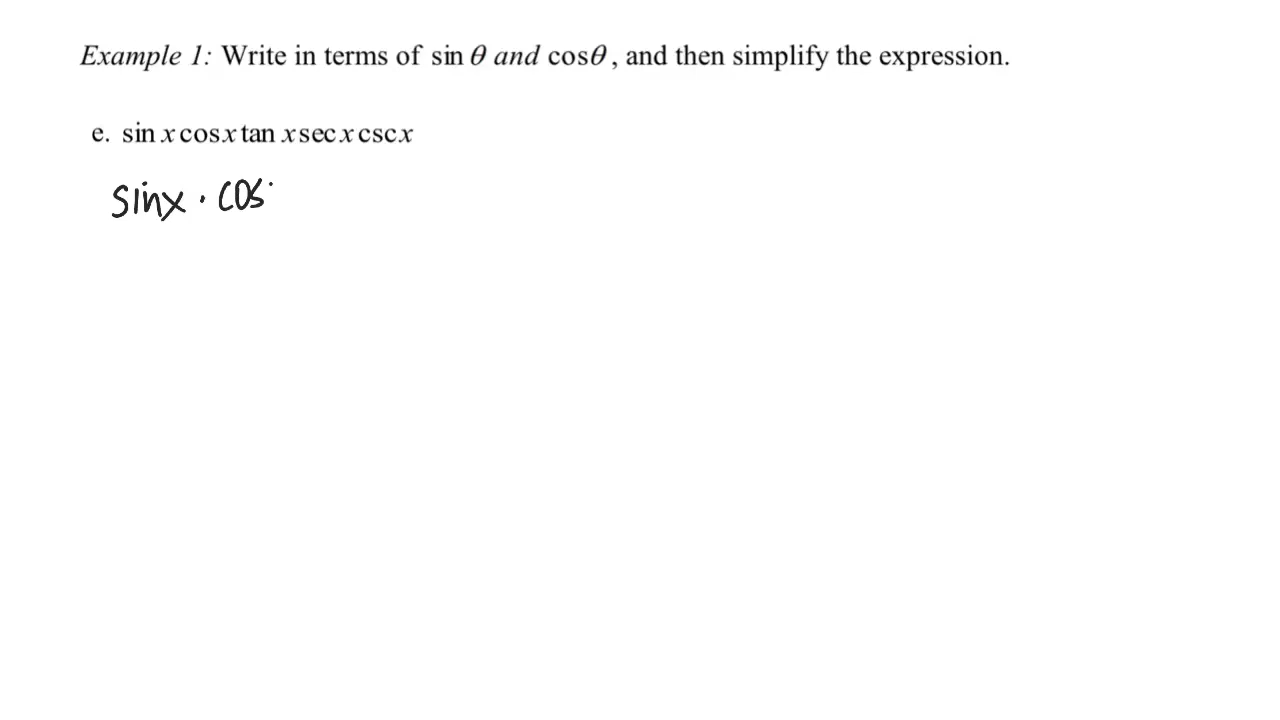 Example 1: Write in terms of sin θ and cosθ, and then simplify the expression.
e. sin x cos x tan x sec x csc x
sinx · cos